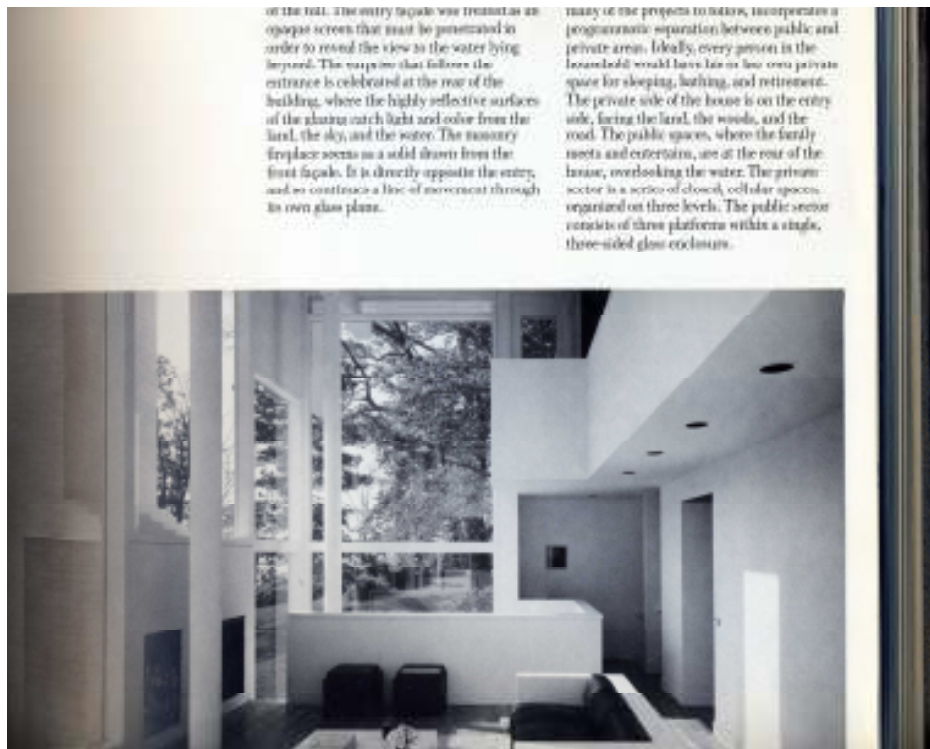 of the hill. The entry façade was treated as an
opaque screen that must be penetrated in
order to reveal the view to the water lying
beyond. The surprise that follows the
entrance is celebrated at the rear of the
building, where the highly reflective surfaces
of the glazing catch light and color from the
land, the sky, and the water. The masonry
fireplace seems as a solid drawn from the
front façade. It is directly opposite the entry,
and so continues a line of movement through
its own glass plane.
many of the projects to follow, incorporates a
programmatic separation between public and
private areas. Ideally, every person in the
household would have his or her own private
space for sleeping, bathing, and retirement.
The private side of the house is on the entry
side, facing the land, the woods, and the
road. The public spaces, where the family
meets and entertains, are at the rear of the
house, overlooking the water. The private
sector is a series of closed, cellular spaces,
organized on three levels. The public sector
consists of three platforms within a single,
three-sided glass enclosure.